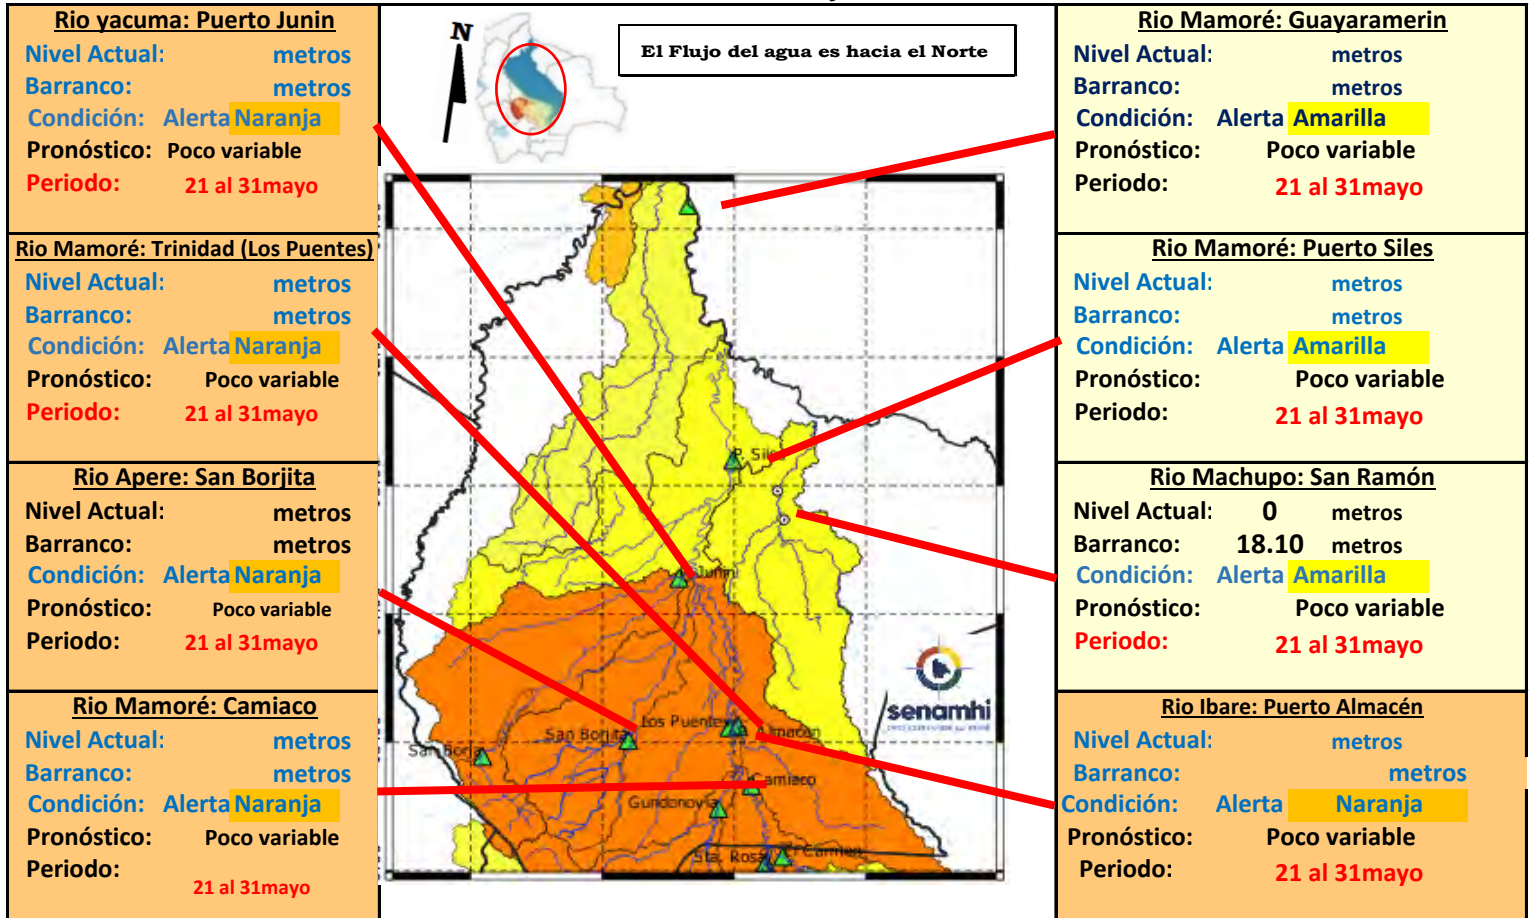 Rio yacuma: Puerto Junin
Nivel Actual: metros
Barranco: metros
Condición: Alerta Naranja
Pronóstico: Poco variable
Periodo: 21 al 31mayo
Rio Mamoré: Trinidad (Los Puentes)
Nivel Actual: metros
Barranco: metros
Condición: Alerta Naranja
Pronóstico: Poco variable
Periodo: 21 al 31mayo
Rio Apere: San Borjita
Nivel Actual: metros
Barranco: metros
Condición: Alerta Naranja
Pronóstico: Poco variable
Periodo: 21 al 31mayo
Rio Mamoré: Camiaco
Nivel Actual: metros
Barranco: metros
Condición: Alerta Naranja
Pronóstico: Poco variable
Periodo:
21 al 31mayo
N
El Flujo del agua es hacia el Norte
P. Siles
Junini
Los Puentes
Almacén
San Borjita
San Borja
Camiaco
Gundonovia
Sta. Rosa
El Carmen
senamhi
Rio Mamoré: Guayaramerin
Nivel Actual: metros
Barranco: metros
Condición: Alerta Amarilla
Pronóstico: Poco variable
Periodo: 21 al 31mayo
Rio Mamoré: Puerto Siles
Nivel Actual: metros
Barranco: metros
Condición: Alerta Amarilla
Pronóstico: Poco variable
Periodo: 21 al 31mayo
Rio Machupo: San Ramón
Nivel Actual: 0 metros
Barranco: 18.10 metros
Condición: Alerta Amarilla
Pronóstico: Poco variable
Periodo: 21 al 31mayo
Rio Ibare: Puerto Almacén
Nivel Actual: metros
Barranco: metros
Condición: Alerta Naranja
Pronóstico: Poco variable
Periodo: 21 al 31mayo